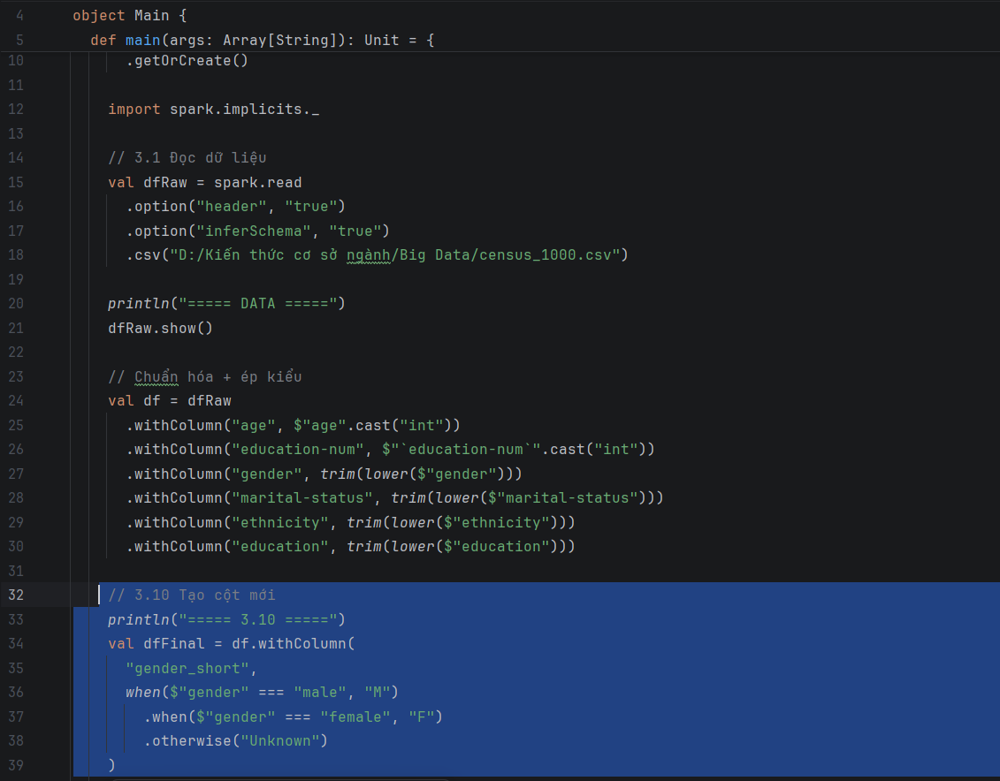 4 object Main {
5 def main(args: Array[String]): Unit = {
10 .getOrCreate()
11
12 import spark.implicits._
13
14 // 3.1 Đọc dữ liệu
15 val dfRaw = spark.read
16 .option("header", "true")
17 .option("inferSchema", "true")
18 .csv("D:/Kiến thức cơ sở ngành/Big Data/census_1000.csv")
19
20 println("===== DATA =====")
21 dfRaw.show()
22
23 // Chuẩn hóa + ép kiểu
24 val df = dfRaw
25 .withColumn("age", $"age".cast("int"))
26 .withColumn("education-num", $"`education-num`".cast("int"))
27 .withColumn("gender", trim(lower($"gender")))
28 .withColumn("marital-status", trim(lower($"marital-status")))
29 .withColumn("ethnicity", trim(lower($"ethnicity")))
30 .withColumn("education", trim(lower($"education")))
31
32 // 3.10 Tạo cột mới
33 println("===== 3.10 =====")
34 val dfFinal = df.withColumn(
35 "gender_short",
36 when($"gender" === "male", "M")
37 .when($"gender" === "female", "F")
38 .otherwise("Unknown")
39 )